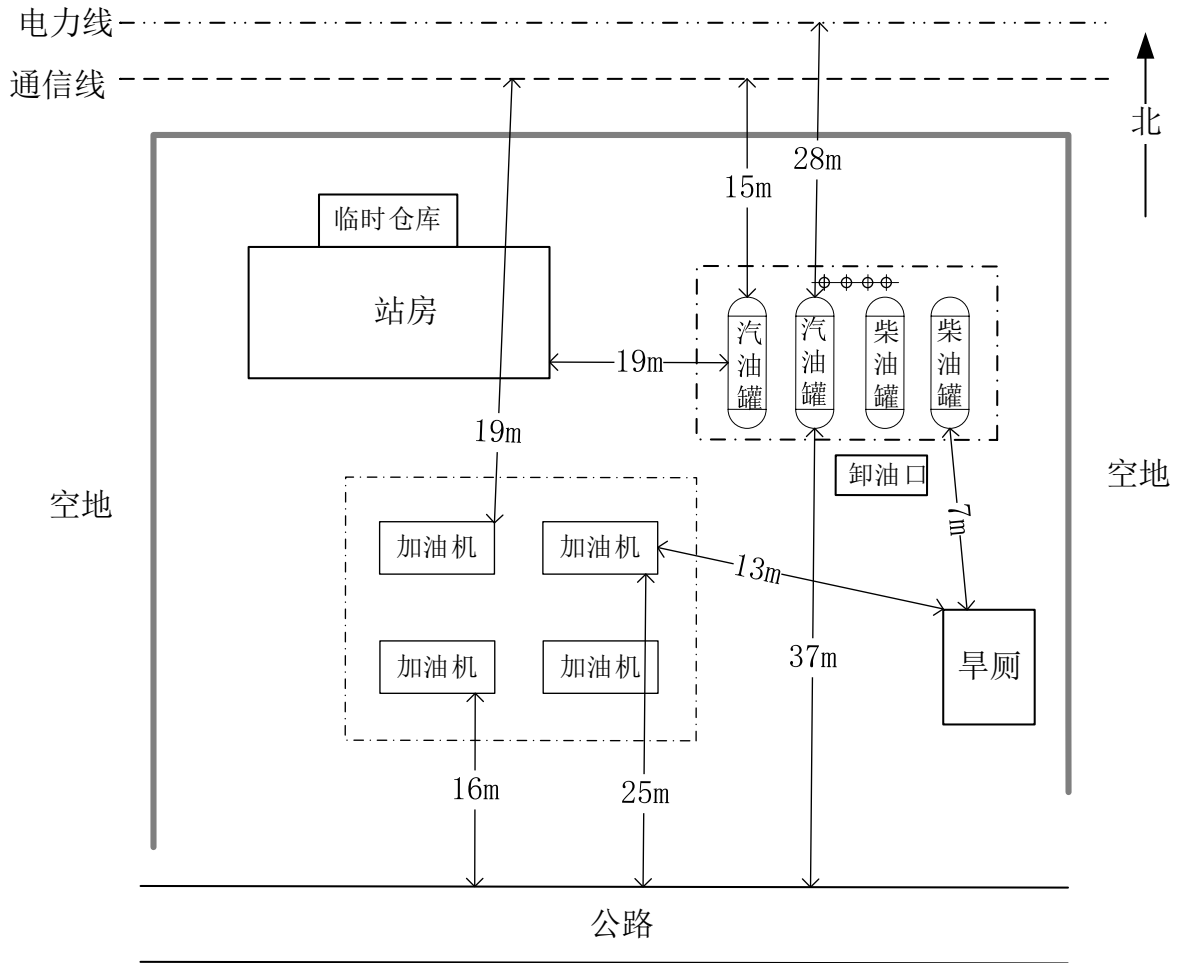 电力线
通信线
北
28m
15m
临时仓库
站房
汽油罐
汽油罐
柴油罐
柴油罐
19m
19m
卸油口
空地
空地
7m
加油机
加油机
13m
加油机
加油机
37m
旱厕
16m
25m
公路